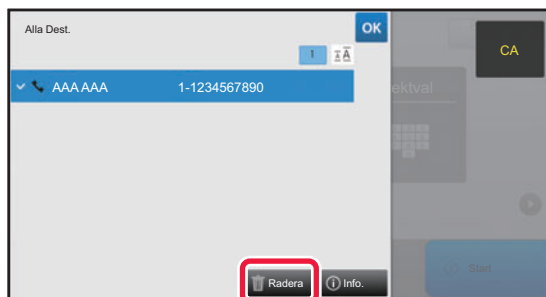 Alla Dest.
OK
CA
1
AAA AAA 1-1234567890
ektval
Radera
Info.
Start